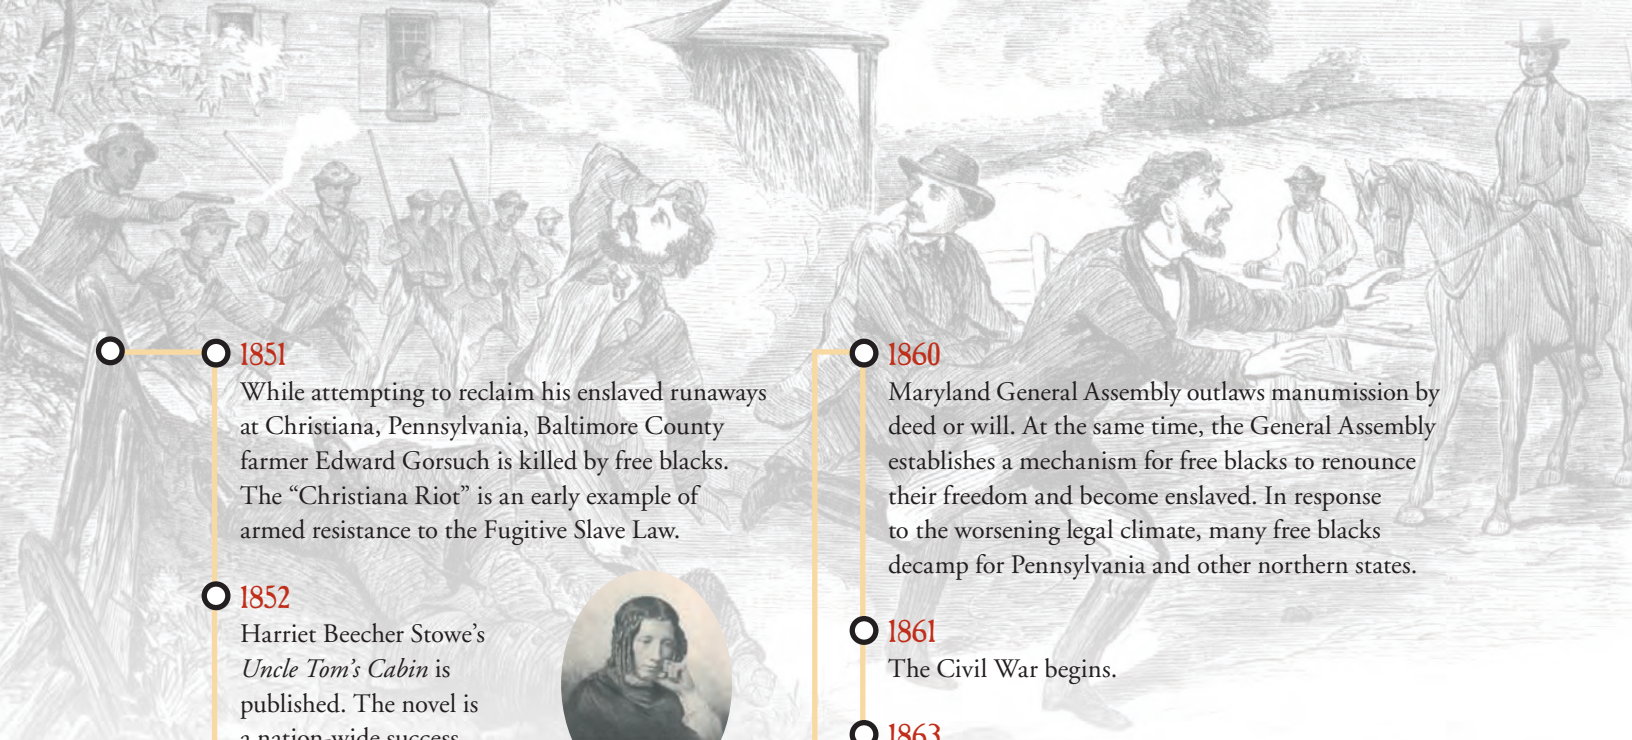 1851
While attempting to reclaim his enslaved runaways
at Christiana, Pennsylvania, Baltimore County
farmer Edward Gorsuch is killed by free blacks.
The “Christiana Riot” is an early example of
armed resistance to the Fugitive Slave Law.
1852
Harriet Beecher Stowe’s
Uncle Tom’s Cabin is
published. The novel is
a nation-wide success
1860
Maryland General Assembly outlaws manumission by
deed or will. At the same time, the General Assembly
establishes a mechanism for free blacks to renounce
their freedom and become enslaved. In response
to the worsening legal climate, many free blacks
decamp for Pennsylvania and other northern states.
1861
The Civil War begins.
1863